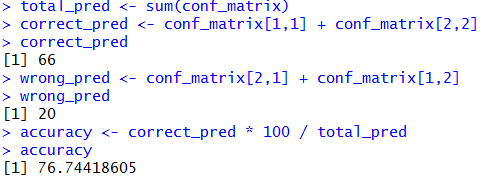 > total_pred <- sum(conf_matrix)
> correct_pred <- conf_matrix[1,1] + conf_matrix[2,2]
> correct_pred
[1] 66
> wrong_pred <- conf_matrix[2,1] + conf_matrix[1,2]
> wrong_pred
[1] 20
> accuracy <- correct_pred * 100 / total_pred
> accuracy
[1] 76.74418605